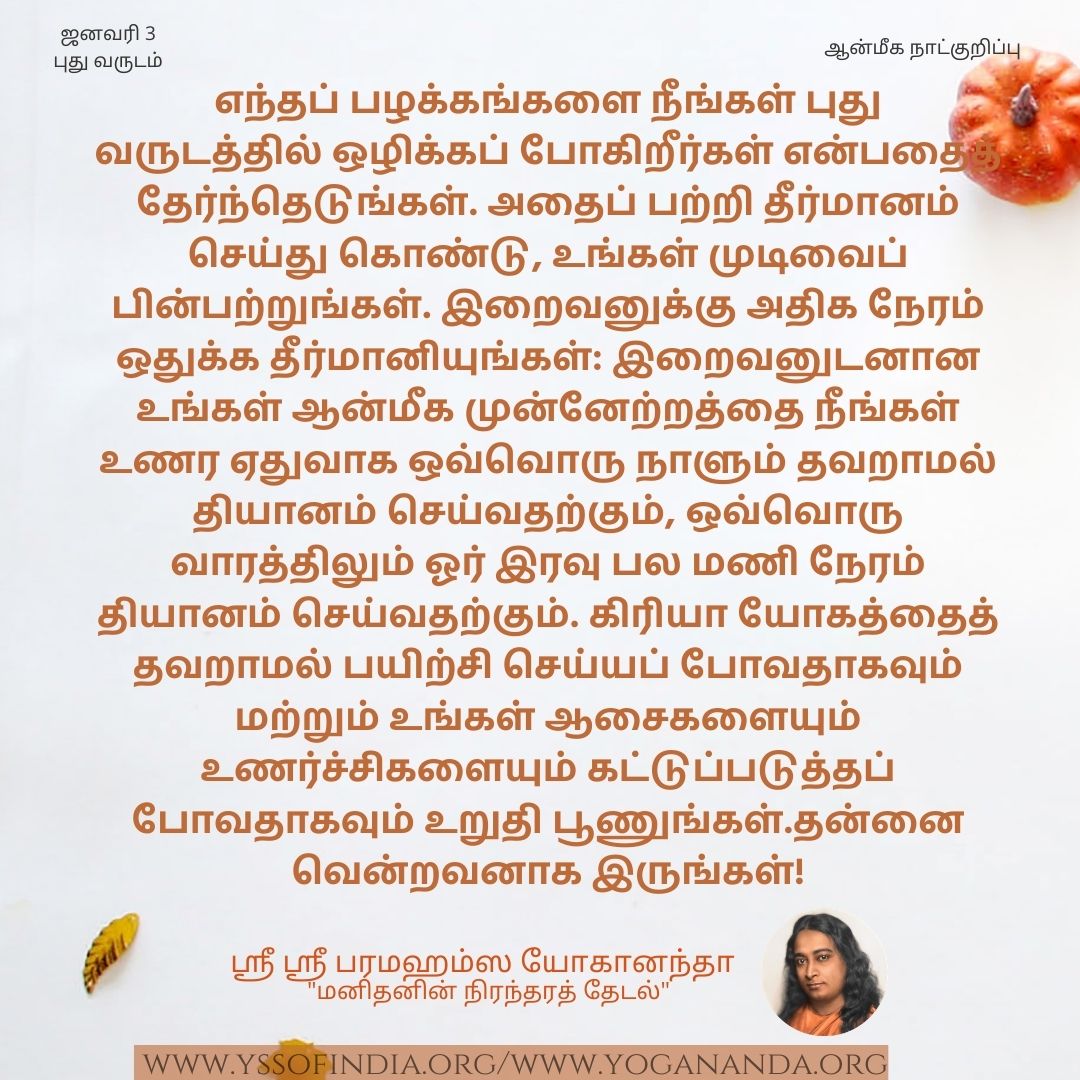 ஜனவரி 3
புது வருடம்
ஆன்மீக நாட்குறிப்பு
எந்தப் பழக்கங்களை நீங்கள் புது
வருடத்தில் ஒழிக்கப் போகிறீர்கள் என்பதைத்
தேர்ந்தெடுங்கள். அதைப் பற்றி தீர்மானம்
செய்து கொண்டு, உங்கள் முடிவைப்
பின்பற்றுங்கள். இறைவனுக்கு அதிக நேரம்
ஒதுக்க தீர்மானியுங்கள்: இறைவனுடனான
உங்கள் ஆன்மீக முன்னேற்றத்தை நீங்கள்
உணர ஏதுவாக ஒவ்வொரு நாளும் தவறாமல்
தியானம் செய்வதற்கும், ஒவ்வொரு
வாரத்திலும் ஓர் இரவு பல மணி நேரம்
தியானம் செய்வதற்கும். கிரியா யோகத்தைத்
தவறாமல் பயிற்சி செய்யப் போவதாகவும்
மற்றும் உங்கள் ஆசைகளையும்
உணர்ச்சிகளையும் கட்டுப்படுத்தப்
போவதாகவும் உறுதி பூணுங்கள்.தன்னை
வென்றவனாக இருங்கள்!
ஸ்ரீ ஸ்ரீ பரமஹம்ஸ யோகானந்தா
"மனிதனின் நிரந்தரத் தேடல்"
WWW.YSSOFINDIA.ORG/WWW.YOGANANDA.ORG